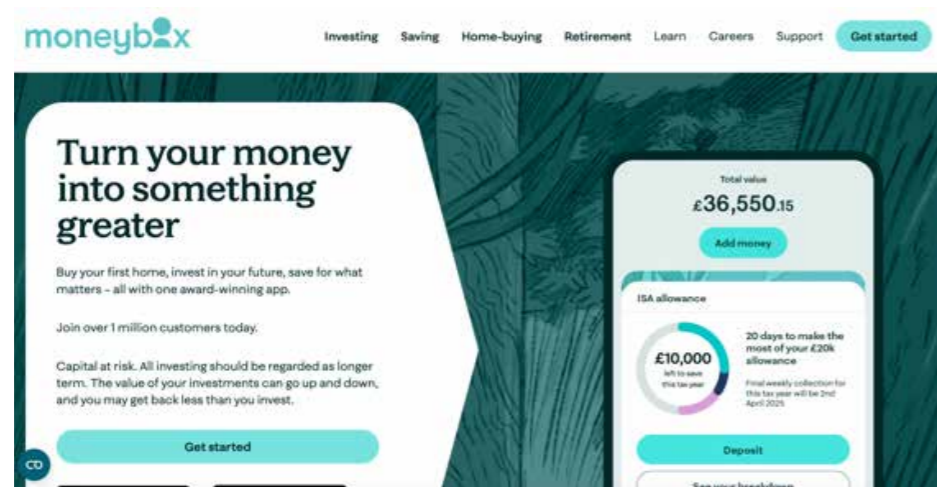 moneybox
Investing Saving Home-buying Retirement Learn Careers Support Get started
Turn your money
into something
greater
Buy your first home, invest in your future, save for what
matters – all with one award-winning app.
Join over 1 million customers today.
Capital at risk. All investing should be regarded as longer
term. The value of your investments can go up and down,
and you may get back less than you invest.
Get started
Total value
£36,550.15
Add money
ISA allowance
£10,000
left to save
this tax year
20 days to make the
most of your £20k
allowance
Final weekly collection for
this tax year will be 2nd
April 2025
Deposit
See your breakdown